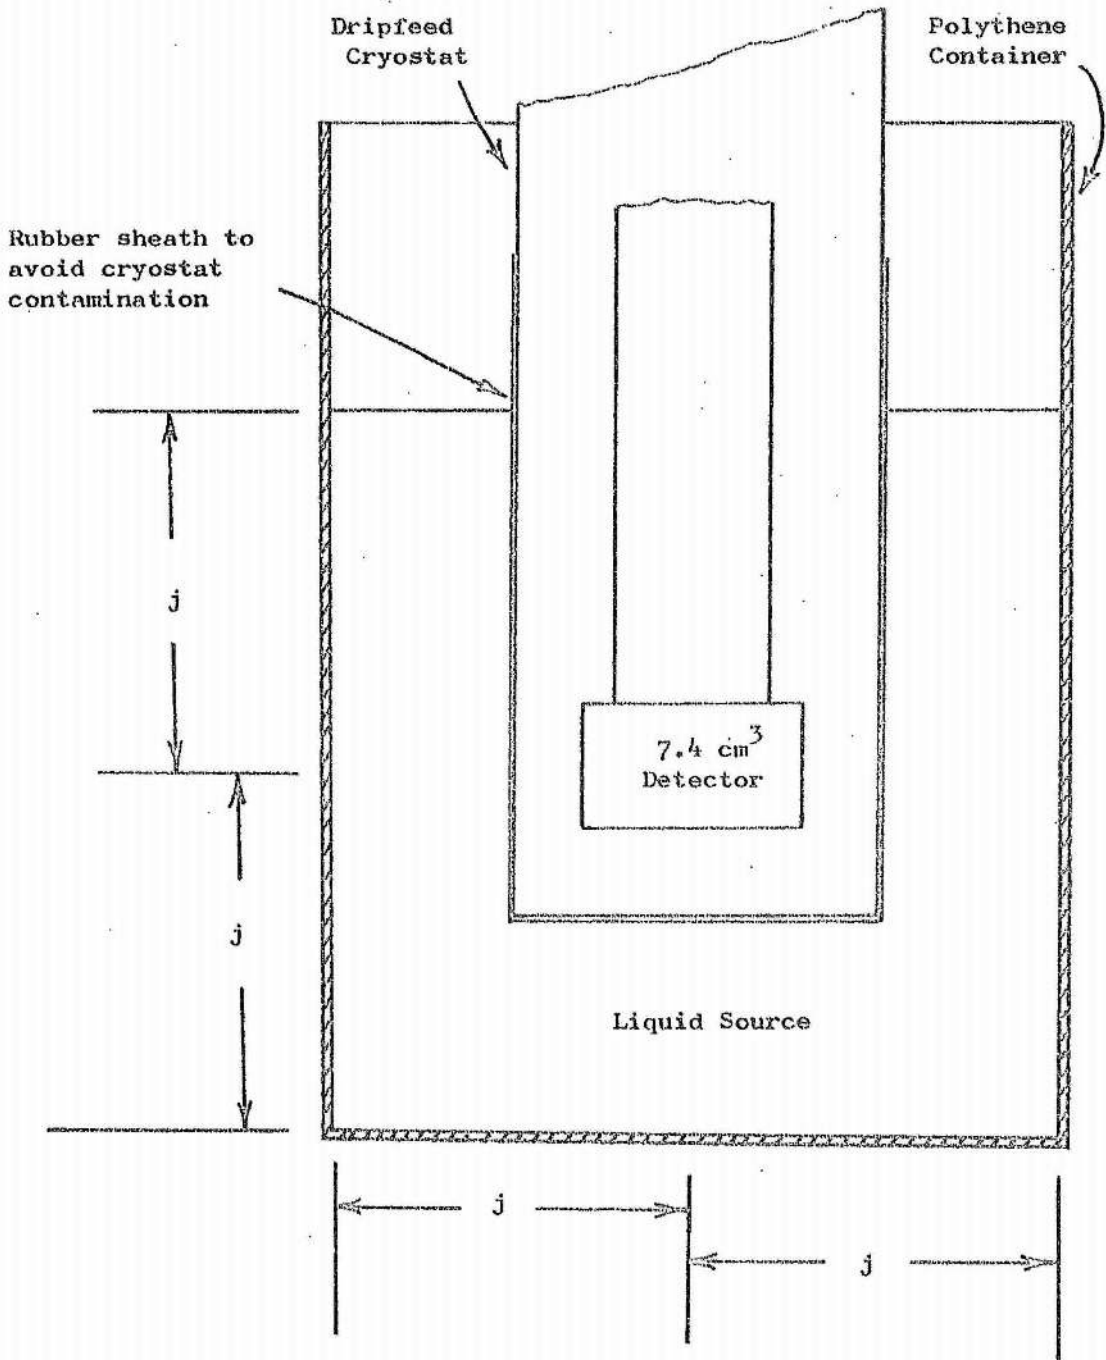 Dripfeed
Cryostat
Polythene
Container
Rubber sheath to
avoid cryostat
contamination
j
7.4 cm³
Detector
j
Liquid Source
j
j